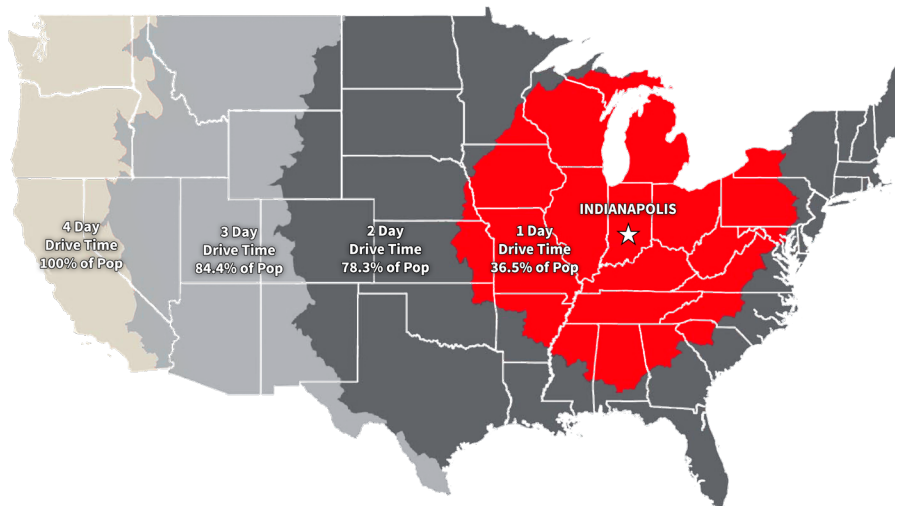 INDIANAPOLIS
4 Day
Drive Time
100% of Pop
3 Day
Drive Time
84.4% of Pop
2 Day
Drive Time
78.3% of Pop
1 Day
Drive Time
36.5% of Pop